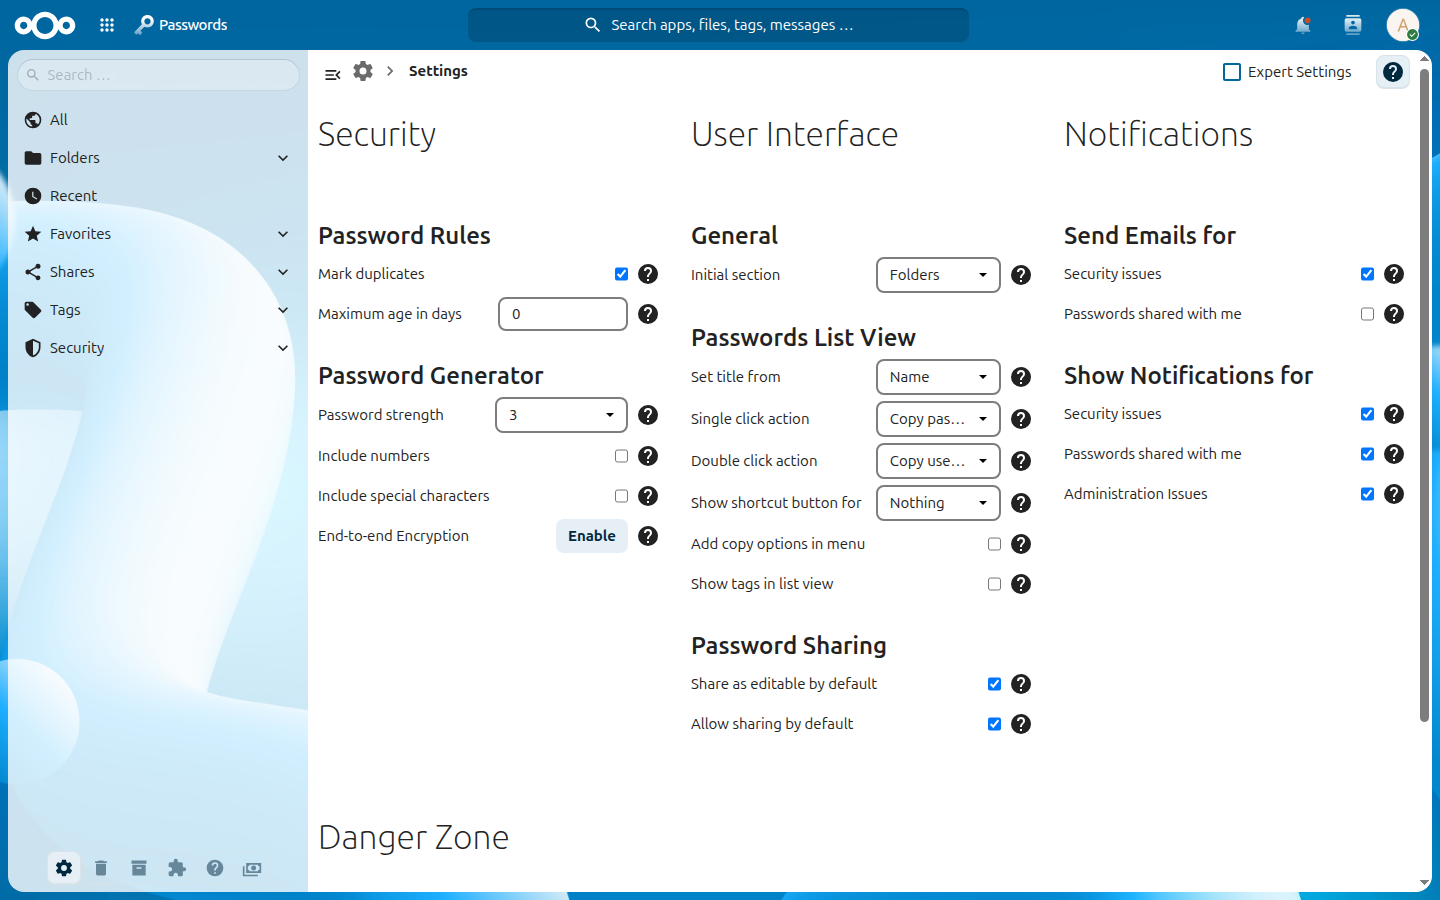 Passwords
Search apps, files, tags, messages …
A
Search …
All
Folders
Recent
Favorites
Shares
Tags
Security
Settings
Expert Settings
Security
Password Rules
Mark duplicates
Maximum age in days
0
Password Generator
Password strength
3
Include numbers
Include special characters
End-to-end Encryption
Enable
User Interface
General
Initial section
Folders
Passwords List View
Set title from
Name
Single click action
Copy pas…
Double click action
Copy use…
Show shortcut button for
Nothing
Add copy options in menu
Show tags in list view
Password Sharing
Share as editable by default
Allow sharing by default
Notifications
Send Emails for
Security issues
Passwords shared with me
Show Notifications for
Security issues
Passwords shared with me
Administration Issues
Danger Zone